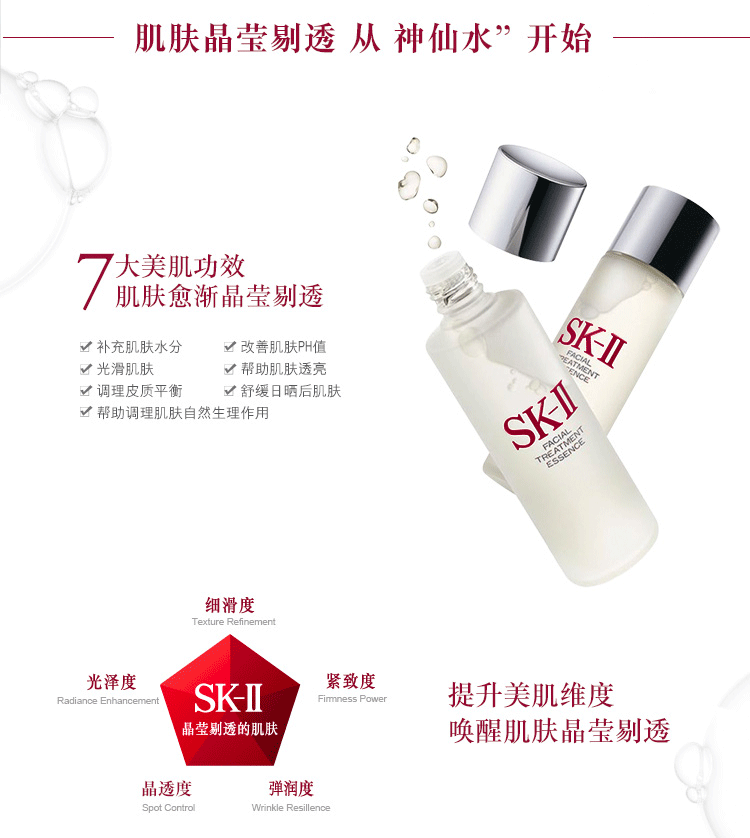 肌肤晶莹剔透 从 神仙水” 开始
7大美肌功效
肌肤愈渐晶莹剔透
补充肌肤水分 改善肌肤PH值
光滑肌肤 帮助肌肤透亮
调理皮质平衡 舒缓日晒后肌肤
帮助调理肌肤自然生理作用
SK-II
FACIAL
TREATMENT
ESSENCE
SK-II
FACIAL
TREATMENT
ESSENCE
细滑度
Texture Refinement
光泽度
Radiance Enhancement
紧致度
Firmness Power
SK-II
晶莹剔透的肌肤
晶透度
Spot Control
弹润度
Wrinkle Resillence
提升美肌维度
唤醒肌肤晶莹剔透